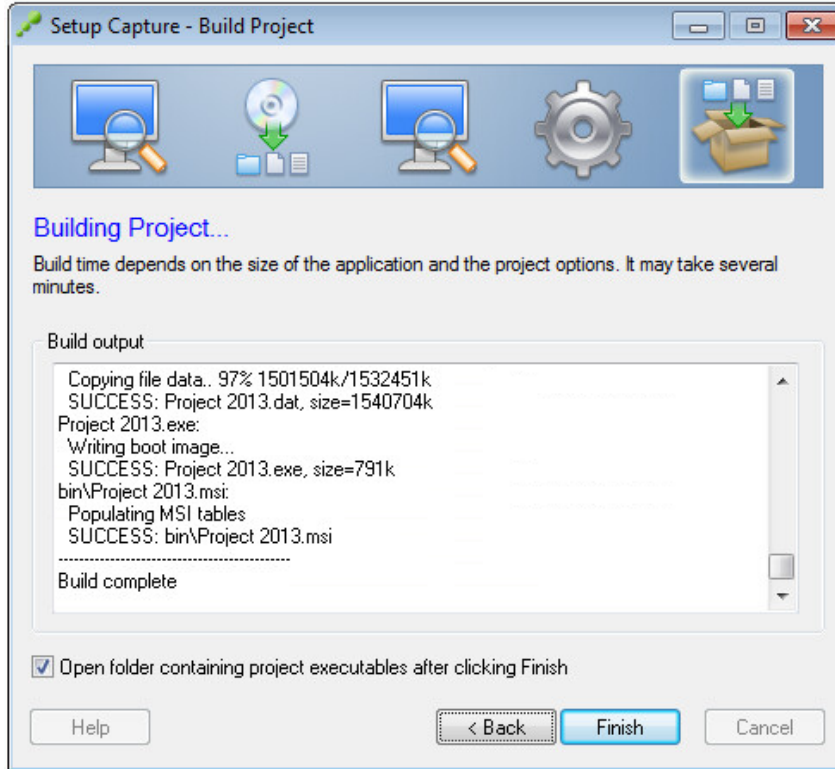 Setup Capture - Build Project
Building Project...
Build time depends on the size of the application and the project options. It may take several
minutes.
Build output
Copying file data.. 97% 1501504k/1532451k
SUCCESS: Project 2013.dat, size=1540704k
Project 2013.exe:
Writing boot image...
SUCCESS: Project 2013.exe, size=791k
bin\Project 2013.msi:
Populating MSI tables
SUCCESS: bin\Project 2013.msi
--------------------------------------------
Build complete
Open folder containing project executables after clicking Finish
Help
< Back
Finish
Cancel